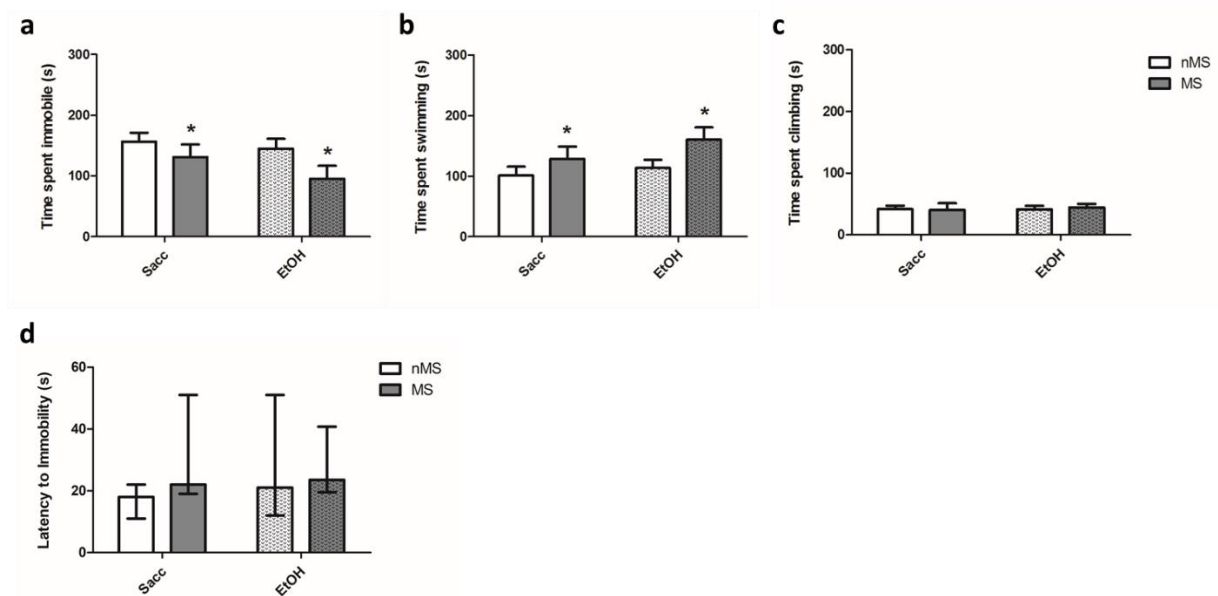 a
Time spent immobile (s)
300
200
100
0
*
*
Sacc
EtOH
b
Time spent swimming (s)
300
200
100
0
*
*
Sacc
EtOH
c
Time spent climbing (s)
300
200
100
0
Sacc
EtOH
nMS
MS
d
Latency to Immobility (s)
60
40
20
0
Sacc
EtOH
nMS
MS